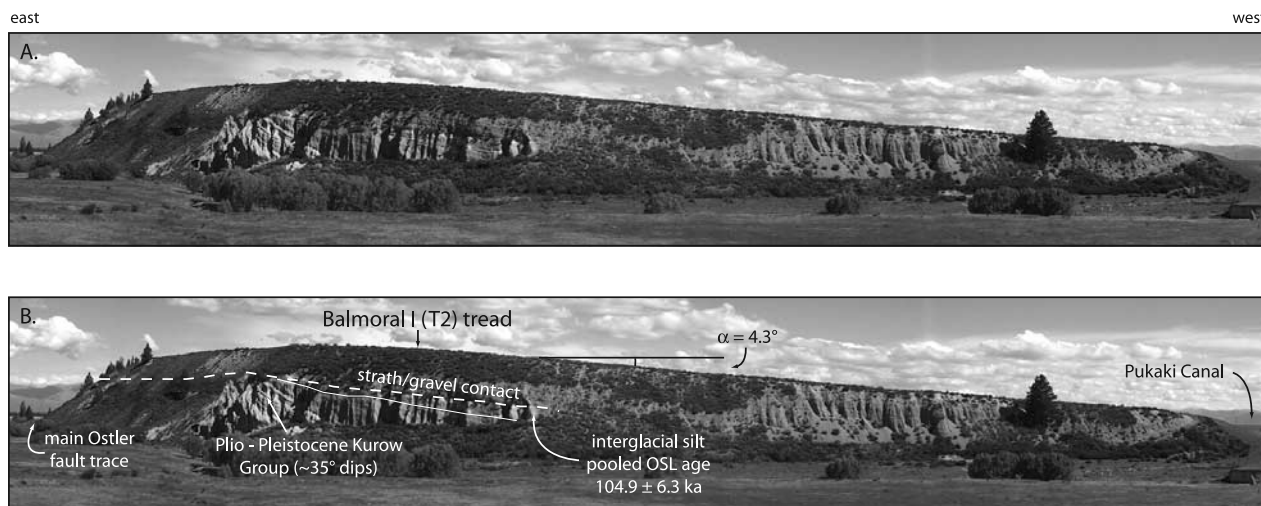 east
west
A.
B.
Balmoral I (T2) tread
α = 4.3°
strath/gravel contact
Pukaki Canal
main Ostler
fault trace
Plio - Pleistocene Kurow
Group (~35° dips)
interglacial silt
pooled OSL age
104.9 ± 6.3 ka